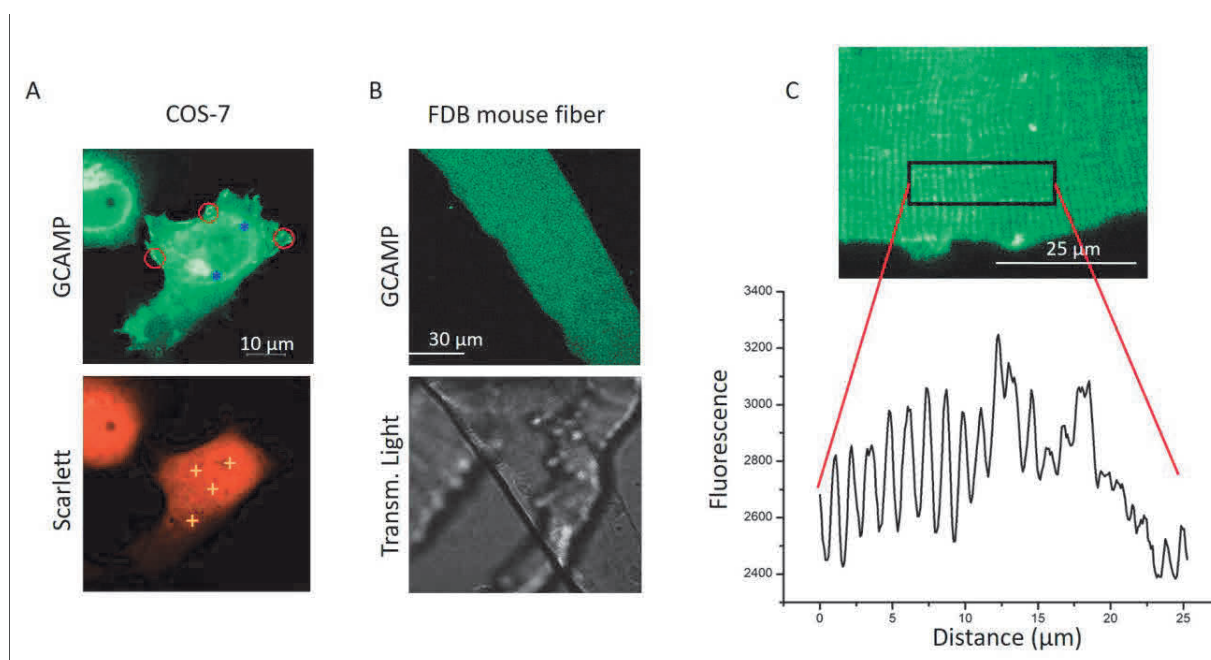 A
COS-7
GCAMP
10 µm
Scarlett
B
FDB mouse fiber
GCAMP
30 µm
Transm. Light
C
25 µm
3400
3200
3000
2800
2600
2400
Fluorescence
0 5 10 15 20 25
Distance (µm)